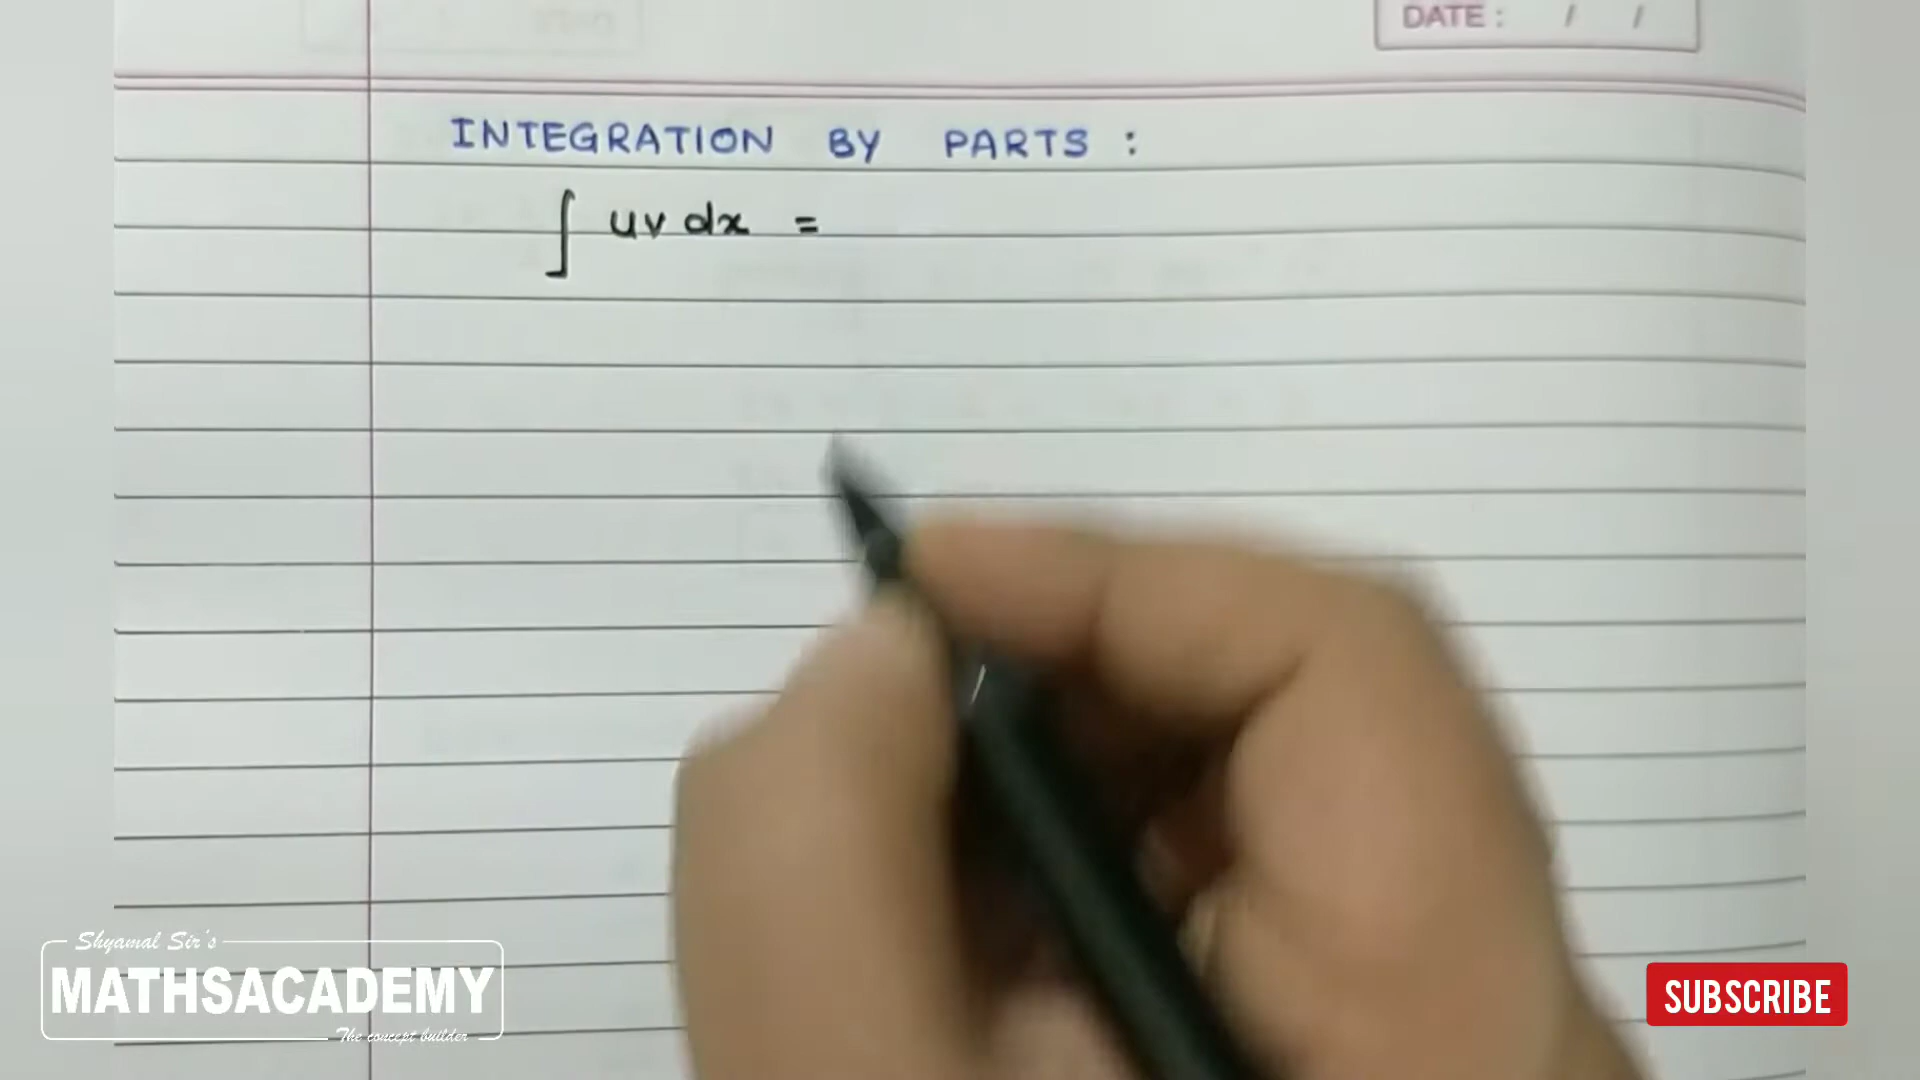 DATE : / /
INTEGRATION BY PARTS :
∫ uv dx =
Shyamal Sir's
MATHSACADEMY
The concept builder
SUBSCRIBE